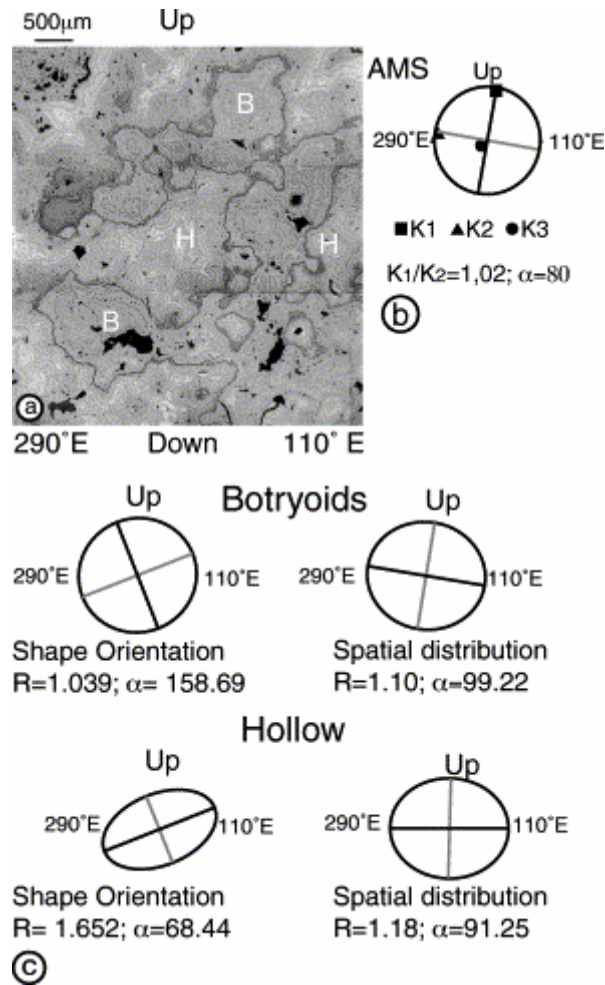 500µm Up
B
H
H
B
a
290°E Down 110°E
AMS
Up
290°E 110°E
■K1 ▲K2 ●K3
K1/K2=1,02; α=80
b
Botryoids
Up
290°E 110°E
Shape Orientation
R=1.039; α= 158.69
Up
290°E 110°E
Spatial distribution
R=1.10; α=99.22
Hollow
Up
290°E 110°E
Shape Orientation
R= 1.652; α=68.44
Up
290°E 110°E
Spatial distribution
R=1.18; α=91.25
c